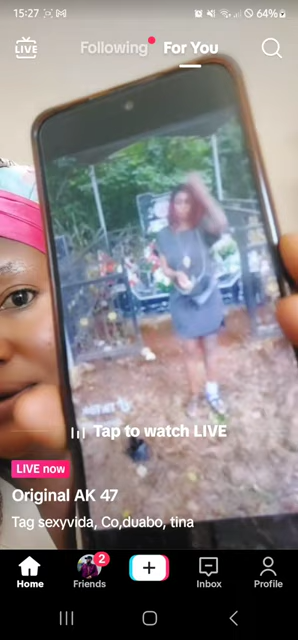 15:27
64%
LIVE
Following
For You
Tap to watch LIVE
LIVE now
Original AK 47
Tag sexyvida, Co,duabo, tina
2
Home
Friends
Inbox
Profile